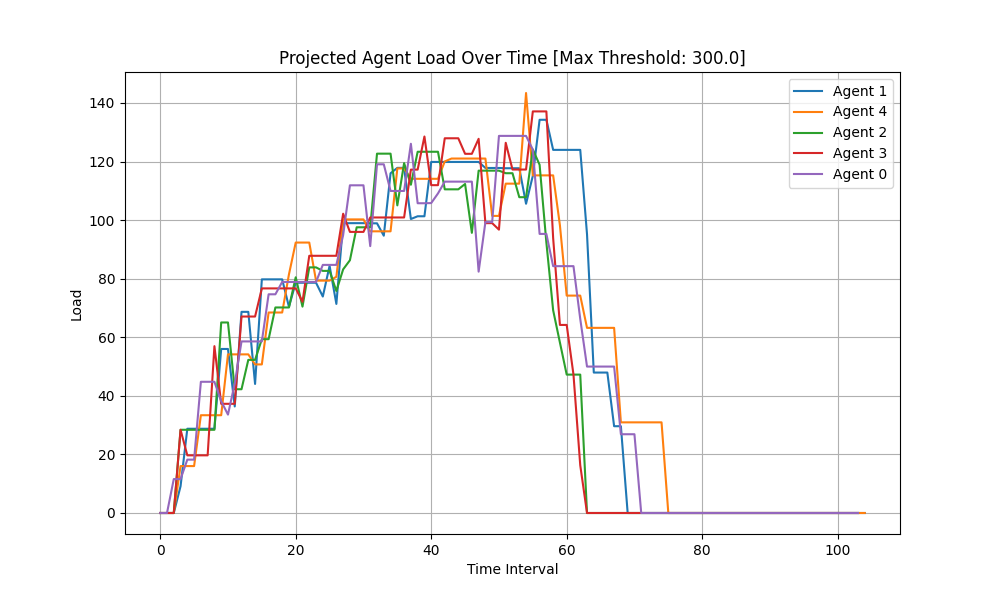 Projected Agent Load Over Time [Max Threshold: 300.0]
140
120
100
80
60
40
20
0
Load
Agent 1
Agent 4
Agent 2
Agent 3
Agent 0
0 20 40 60 80 100
Time Interval